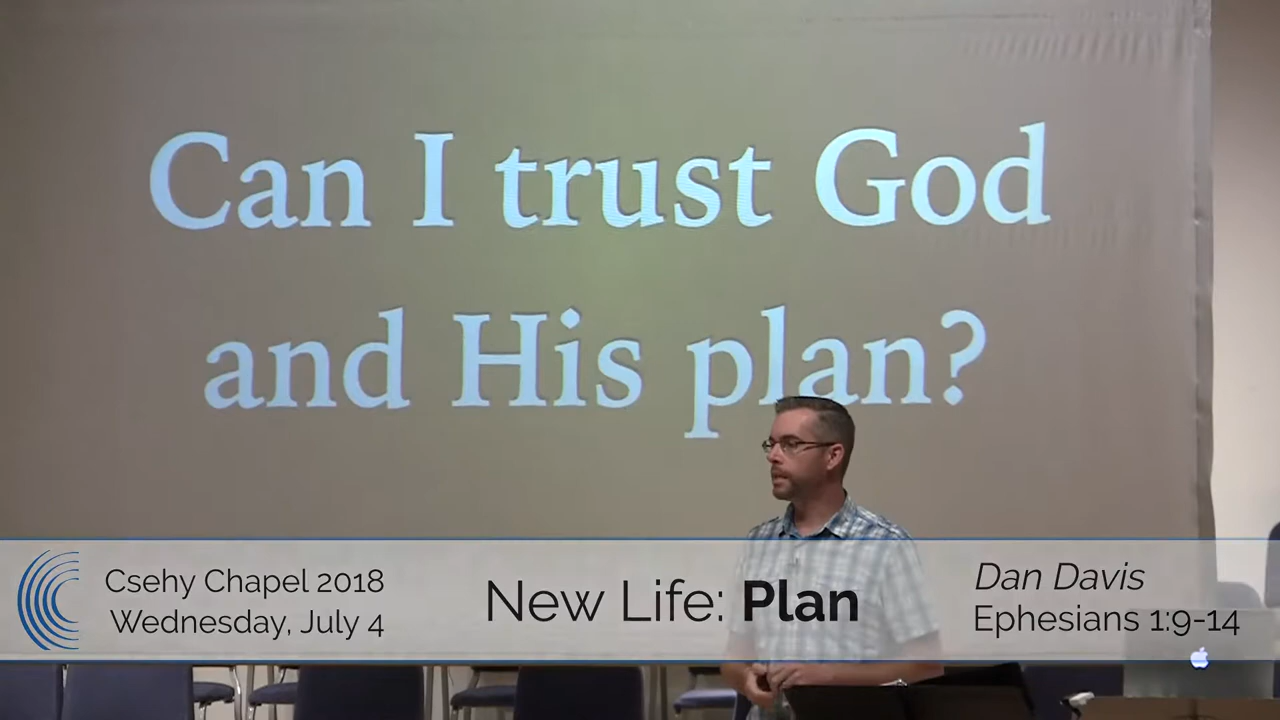 Can I trust God
and His plan?
Csehy Chapel 2018
Wednesday, July 4
New Life: Plan
Dan Davis
Ephesians 1:9-14